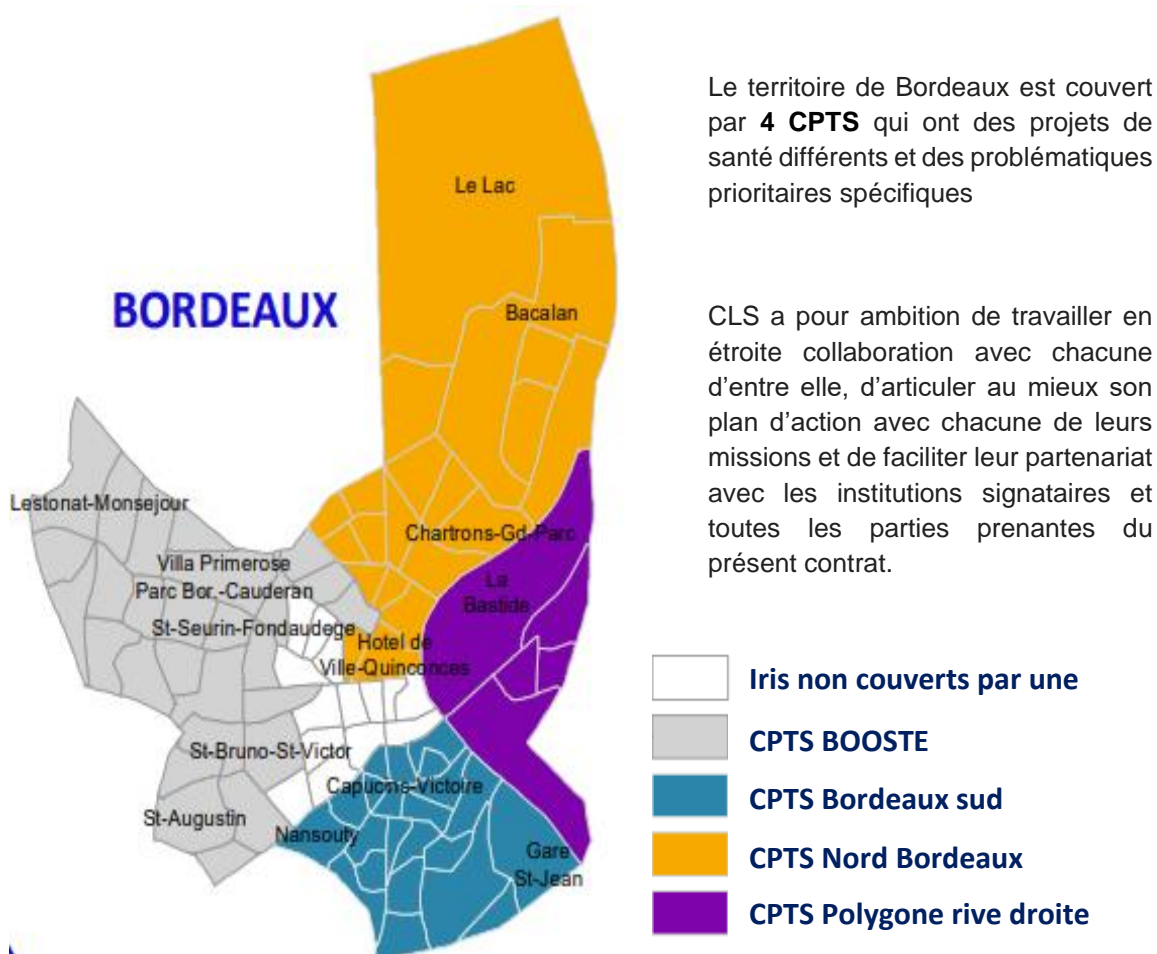 Le territoire de Bordeaux est couvert
par 4 CPTS qui ont des projets de
santé différents et des problématiques
prioritaires spécifiques
CLS a pour ambition de travailler en
étroite collaboration avec chacune
d'entre elle, d'articuler au mieux son
plan d'action avec chacune de leurs
missions et de faciliter leur partenariat
avec les institutions signataires et
toutes les parties prenantes du
présent contrat.
BORDEAUX
Le Lac
Bacalan
Lestonat-Monsejour
Chartrons-Gd-Parc
Villa Primerose
Parc Bor.-Cauderan
La
Bastide
St-Seurin-Fondaudege
Hotel de
Ville-Quinconces
St-Bruno-St-Victor
Capucins-Victoire
St-Augustin
Nansouty
Gare
St-Jean
Iris non couverts par une
CPTS BOOSTE
CPTS Bordeaux sud
CPTS Nord Bordeaux
CPTS Polygone rive droite